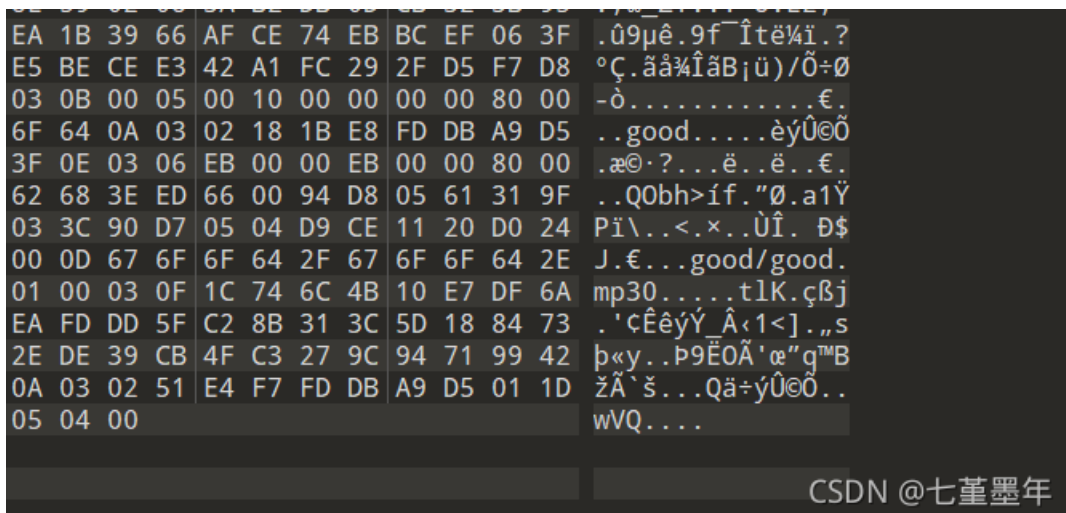 EA 1B 39 66 AF CE 74 EB BC EF 06 3F .û9µê.9f¯Îtë¼ï.?
E5 BE CE E3 42 A1 FC 29 2F D5 F7 D8 °Ç.ãå¾ÎãB¡ü)/Õ÷Ø
03 0B 00 05 00 10 00 00 00 00 80 00 -ò............€.
6F 64 0A 03 02 18 1B E8 FD DB A9 D5 ..good.....èýÛ©Õ
3F 0E 03 06 EB 00 00 EB 00 00 80 00 .æ©·?...ë..ë..€.
62 68 3E ED 66 00 94 D8 05 61 31 9F ..QObh>íf.”Ø.a1Ÿ
03 3C 90 D7 05 04 D9 CE 11 20 D0 24 Pï\..<.×..ÙÎ. Ð$
00 0D 67 6F 6F 64 2F 67 6F 6F 64 2E J.€...good/good.
01 00 03 0F 1C 74 6C 4B 10 E7 DF 6A mp30.....tlK.çßj
EA FD DD 5F C2 8B 31 3C 5D 18 84 73 .'¢ÊêýÝ_Â‹1<].„s
2E DE 39 CB 4F C3 27 9C 94 71 99 42 þ«y..Þ9ËOÃ'œ”q™B
0A 03 02 51 E4 F7 FD DB A9 D5 01 1D žÃ`š...Qä÷ýÛ©Õ..
05 04 00 wVQ....
CSDN @七堇墨年